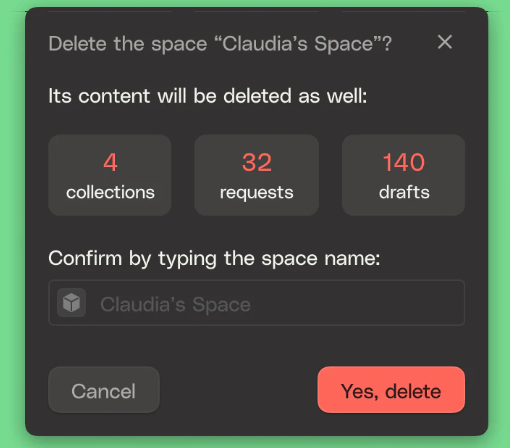 Delete the space “Claudia’s Space”?
Its content will be deleted as well:
4
collections
32
requests
140
drafts
Confirm by typing the space name:
Claudia’s Space
Cancel
Yes, delete